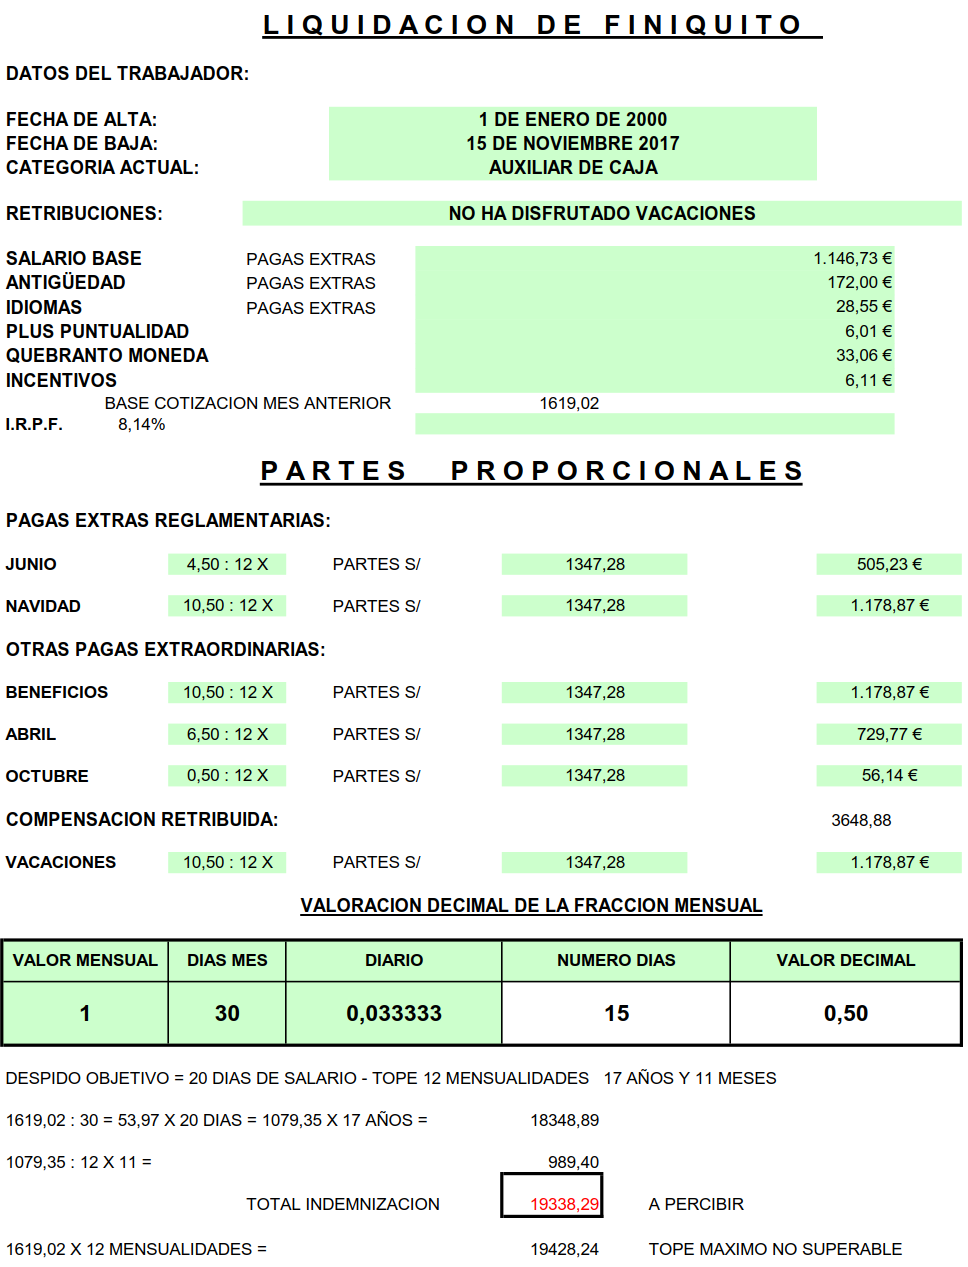 LIQUIDACION DE FINIQUITO
DATOS DEL TRABAJADOR:
FECHA DE ALTA: 1 DE ENERO DE 2000
FECHA DE BAJA: 15 DE NOVIEMBRE 2017
CATEGORIA ACTUAL: AUXILIAR DE CAJA
RETRIBUCIONES: NO HA DISFRUTADO VACACIONES
SALARIO BASE PAGAS EXTRAS 1.146,73 €
ANTIGÜEDAD PAGAS EXTRAS 172,00 €
IDIOMAS PAGAS EXTRAS 28,55 €
PLUS PUNTUALIDAD 6,01 €
QUEBRANTO MONEDA 33,06 €
INCENTIVOS 6,11 €
BASE COTIZACION MES ANTERIOR 1619,02
I.R.P.F. 8,14%
PARTES PROPORCIONALES
PAGAS EXTRAS REGLAMENTARIAS:
JUNIO 4,50 : 12 X PARTES S/ 1347,28 505,23 €
NAVIDAD 10,50 : 12 X PARTES S/ 1347,28 1.178,87 €
OTRAS PAGAS EXTRAORDINARIAS:
BENEFICIOS 10,50 : 12 X PARTES S/ 1347,28 1.178,87 €
ABRIL 6,50 : 12 X PARTES S/ 1347,28 729,77 €
OCTUBRE 0,50 : 12 X PARTES S/ 1347,28 56,14 €
COMPENSACION RETRIBUIDA: 3648,88
VACACIONES 10,50 : 12 X PARTES S/ 1347,28 1.178,87 €
VALORACION DECIMAL DE LA FRACCION MENSUAL
VALOR MENSUAL DIAS MES DIARIO NUMERO DIAS VALOR DECIMAL
1 30 0,033333 15 0,50
DESPIDO OBJETIVO = 20 DIAS DE SALARIO - TOPE 12 MENSUALIDADES 17 AÑOS Y 11 MESES
1619,02 : 30 = 53,97 X 20 DIAS = 1079,35 X 17 AÑOS = 18348,89
1079,35 : 12 X 11 = 989,40
TOTAL INDEMNIZACION 19338,29 A PERCIBIR
1619,02 X 12 MENSUALIDADES = 19428,24 TOPE MAXIMO NO SUPERABLE